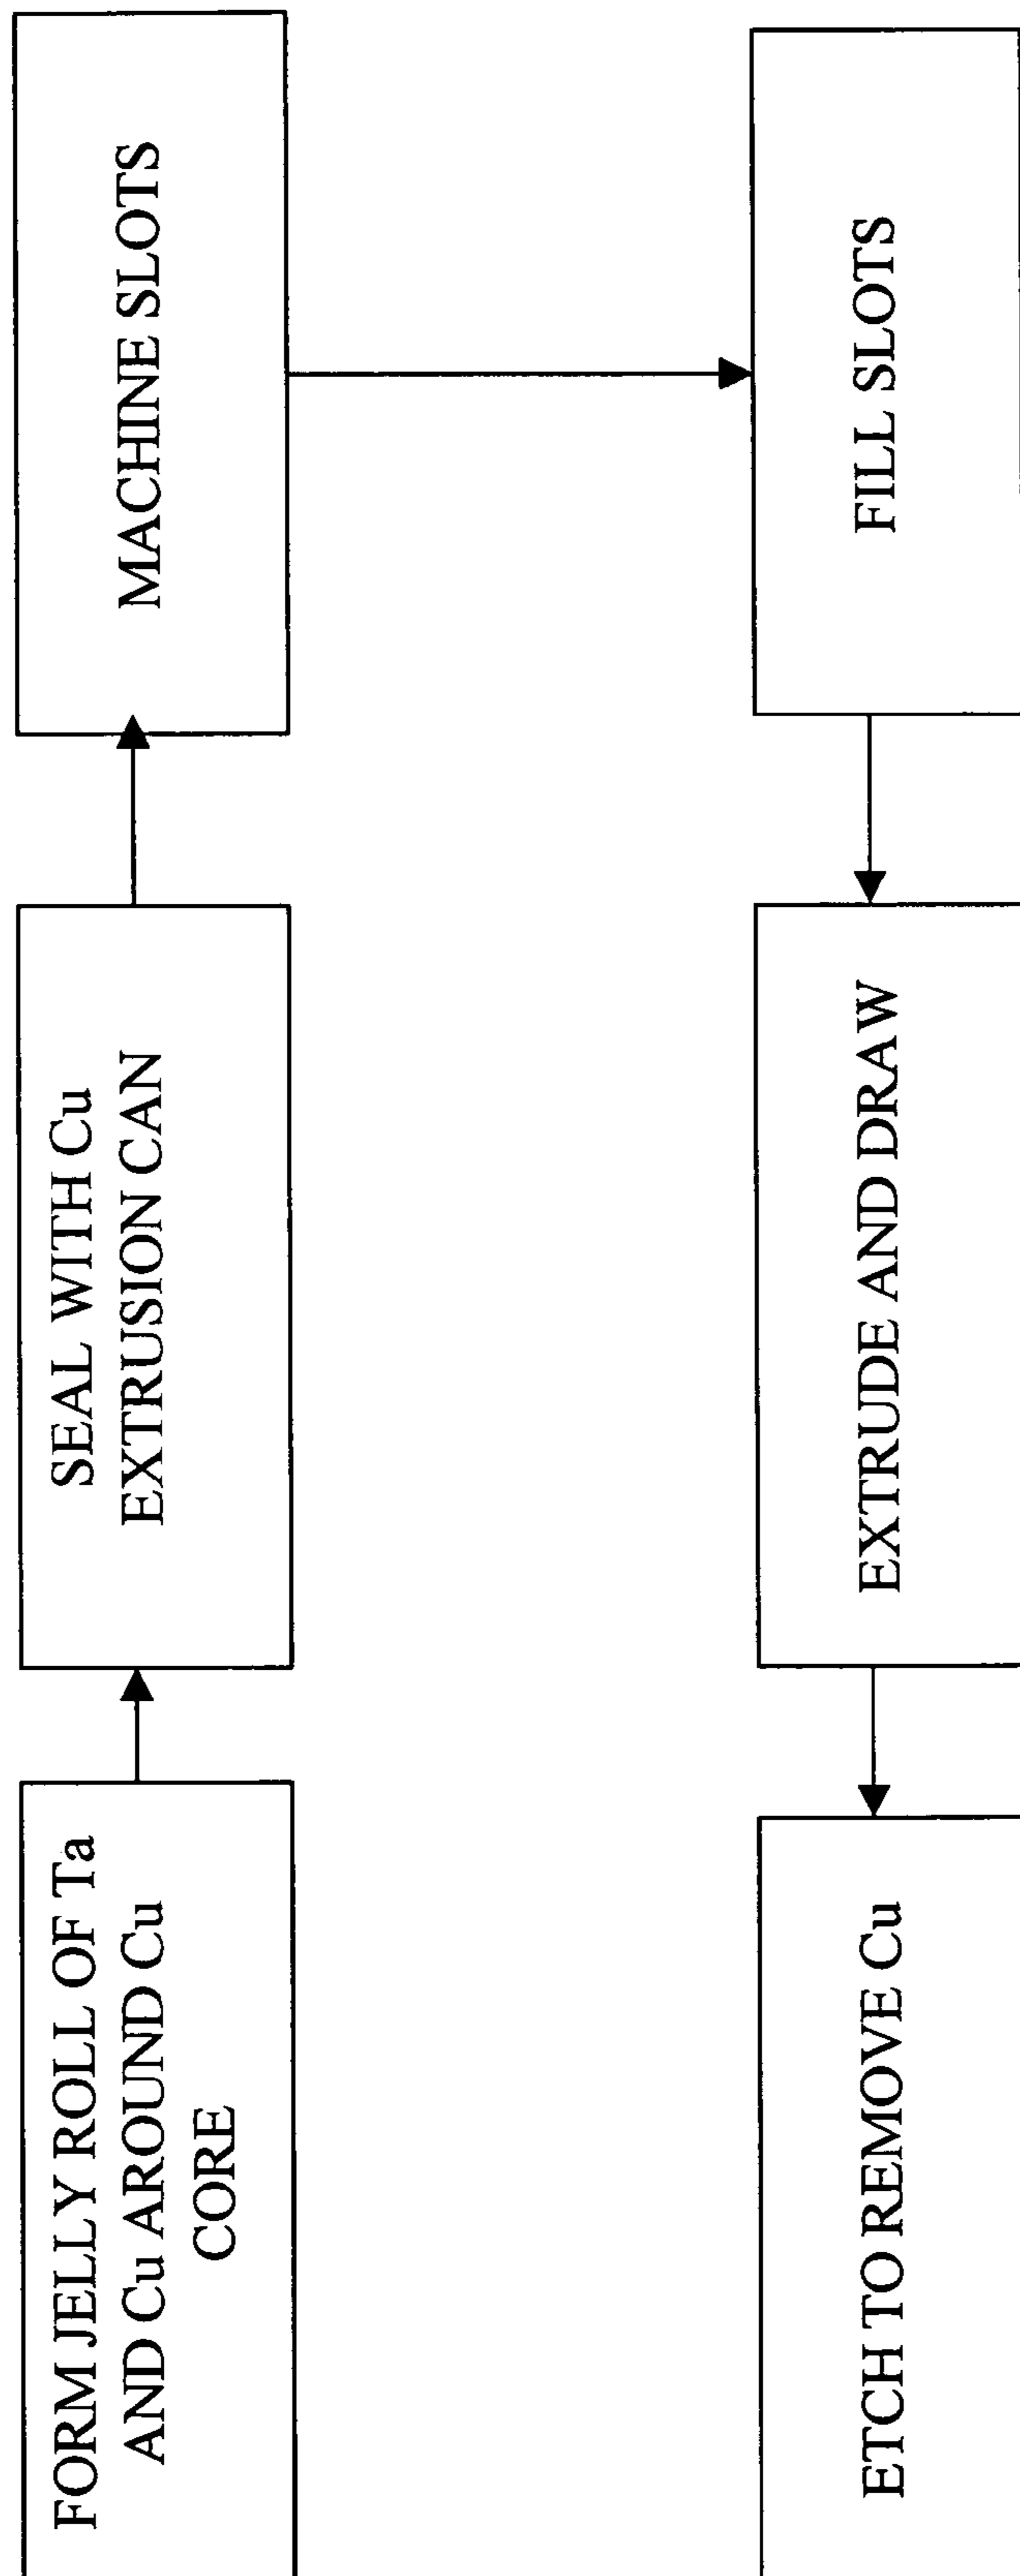 FORM JELLY ROLL OF Ta
AND Cu AROUND Cu
CORE
SEAL WITH Cu
EXTRUSION CAN
MACHINE SLOTS
FILL SLOTS
EXTRUDE AND DRAW
ETCH TO REMOVE Cu